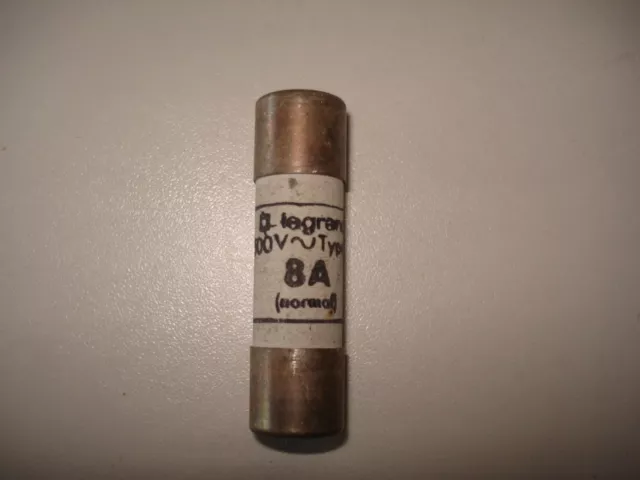 legran
00V~Typ
8A
(normal)